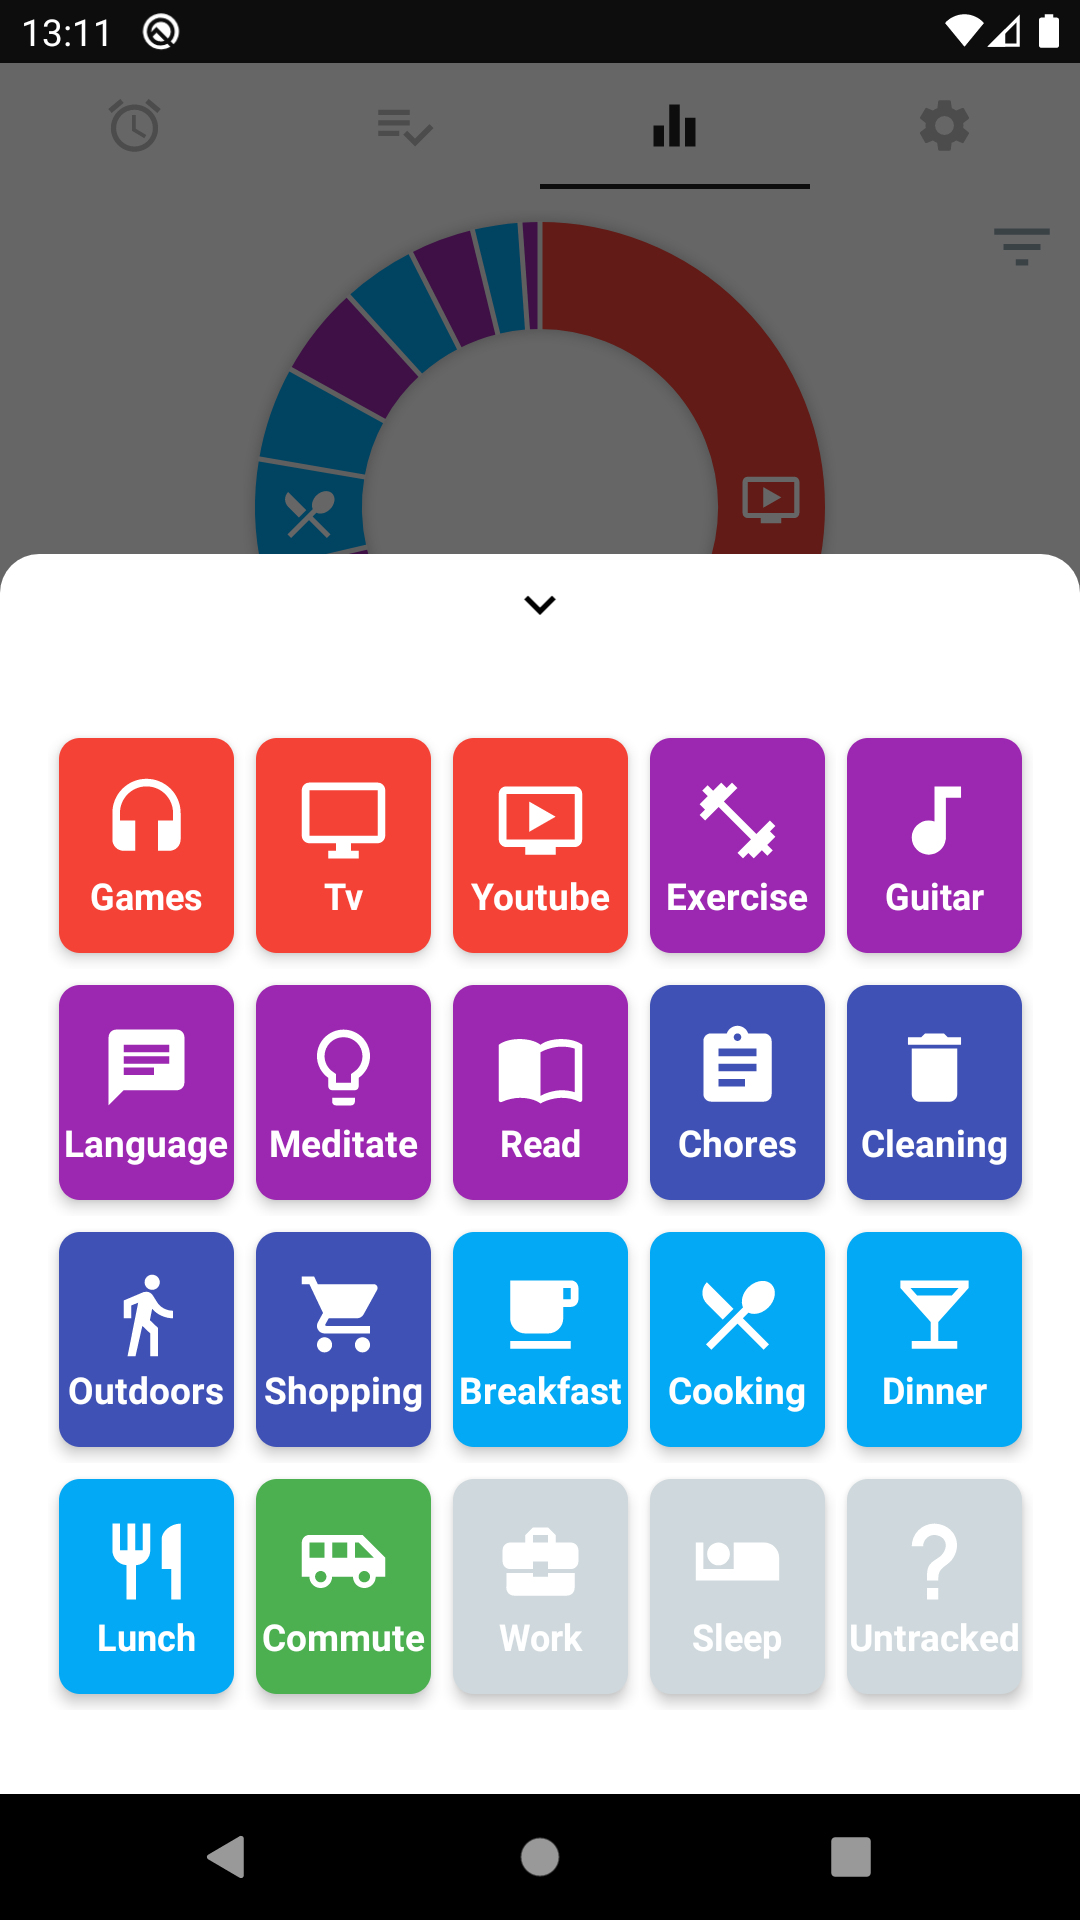 13:11
Games
Tv
Youtube
Exercise
Guitar
Language
Meditate
Read
Chores
Cleaning
Outdoors
Shopping
Breakfast
Cooking
Dinner
Lunch
Commute
Work
Sleep
Untracked